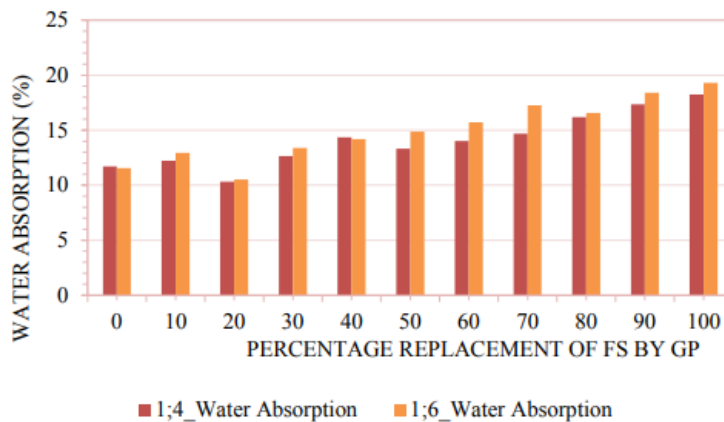 WATER ABSORPTION (%)
25
20
15
10
5
0
0 10 20 30 40 50 60 70 80 90 100
PERCENTAGE REPLACEMENT OF FS BY GP
1;4_Water Absorption 1;6_Water Absorption